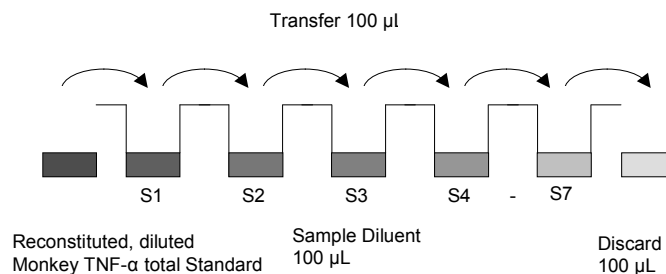 Transfer 100 µl
S1 S2 S3 S4 - S7
Reconstituted, diluted
Monkey TNF-α total Standard
Sample Diluent
100 µL
Discard
100 µL